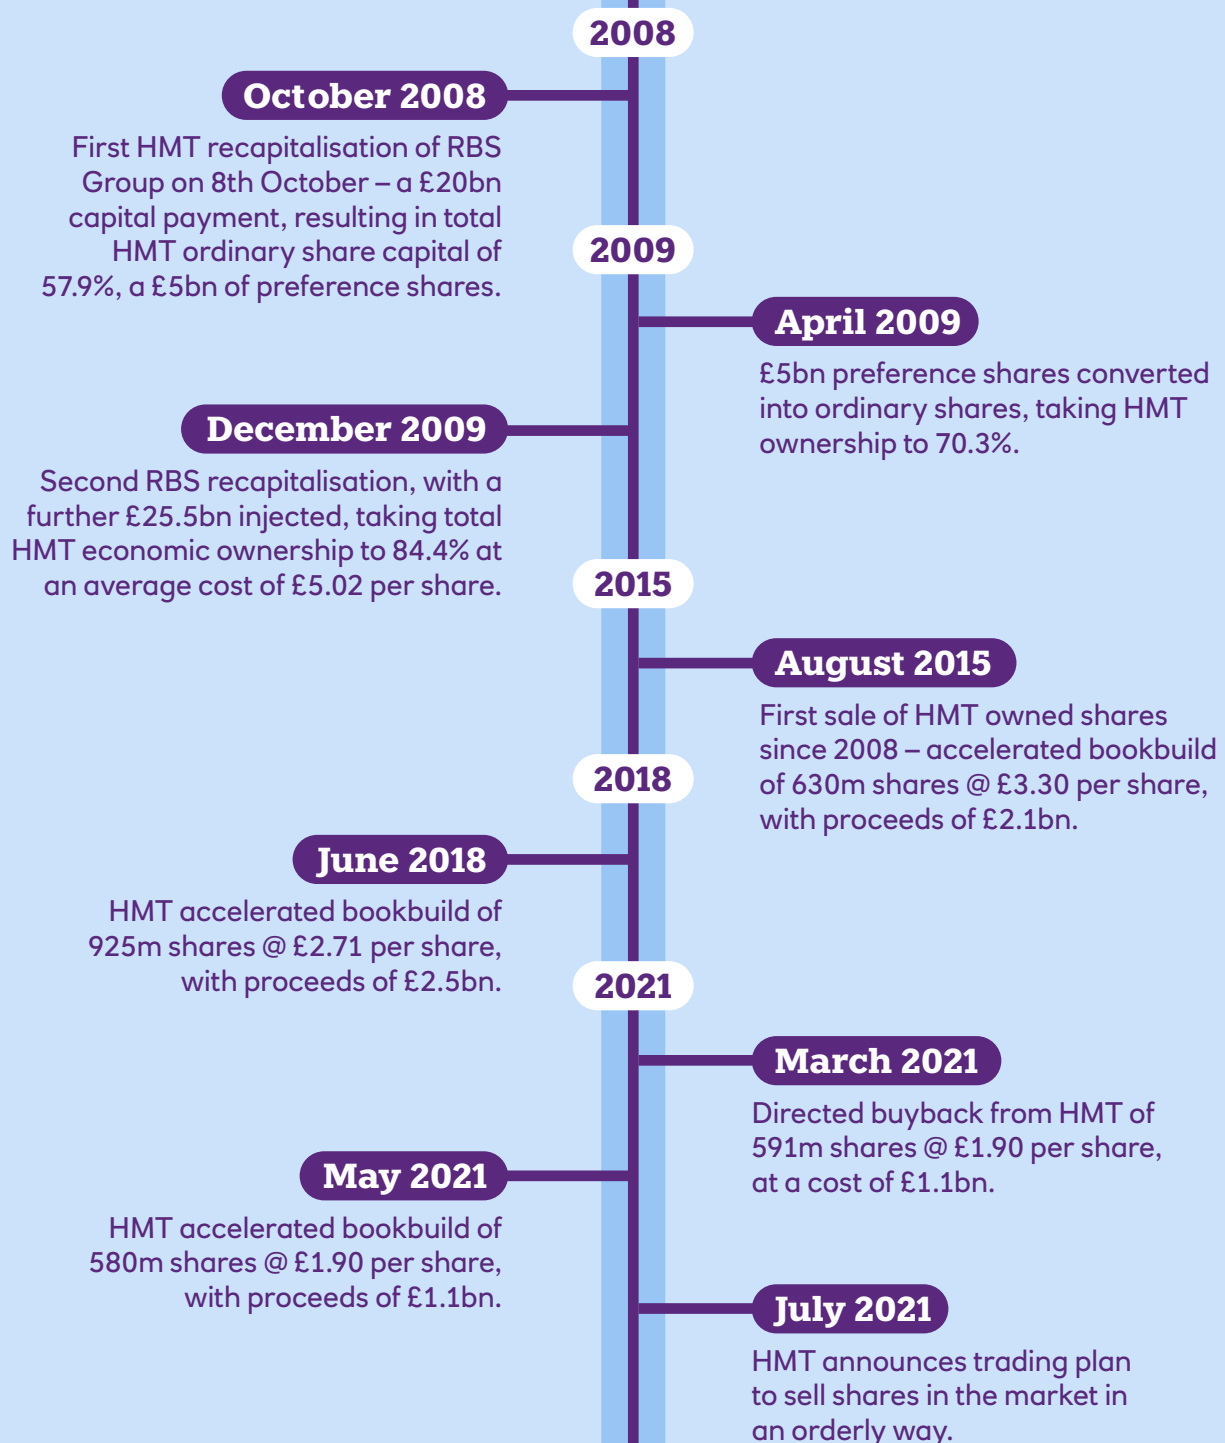 2008
October 2008
First HMT recapitalisation of RBS
Group on 8th October – a £20bn
capital payment, resulting in total
HMT ordinary share capital of
57.9%, a £5bn of preference shares.
2009
April 2009
£5bn preference shares converted
into ordinary shares, taking HMT
ownership to 70.3%.
December 2009
Second RBS recapitalisation, with a
further £25.5bn injected, taking total
HMT economic ownership to 84.4% at
an average cost of £5.02 per share.
2015
August 2015
First sale of HMT owned shares
since 2008 – accelerated bookbuild
of 630m shares @ £3.30 per share,
with proceeds of £2.1bn.
2018
June 2018
HMT accelerated bookbuild of
925m shares @ £2.71 per share,
with proceeds of £2.5bn.
2021
March 2021
Directed buyback from HMT of
591m shares @ £1.90 per share,
at a cost of £1.1bn.
May 2021
HMT accelerated bookbuild of
580m shares @ £1.90 per share,
with proceeds of £1.1bn.
July 2021
HMT announces trading plan
to sell shares in the market in
an orderly way.